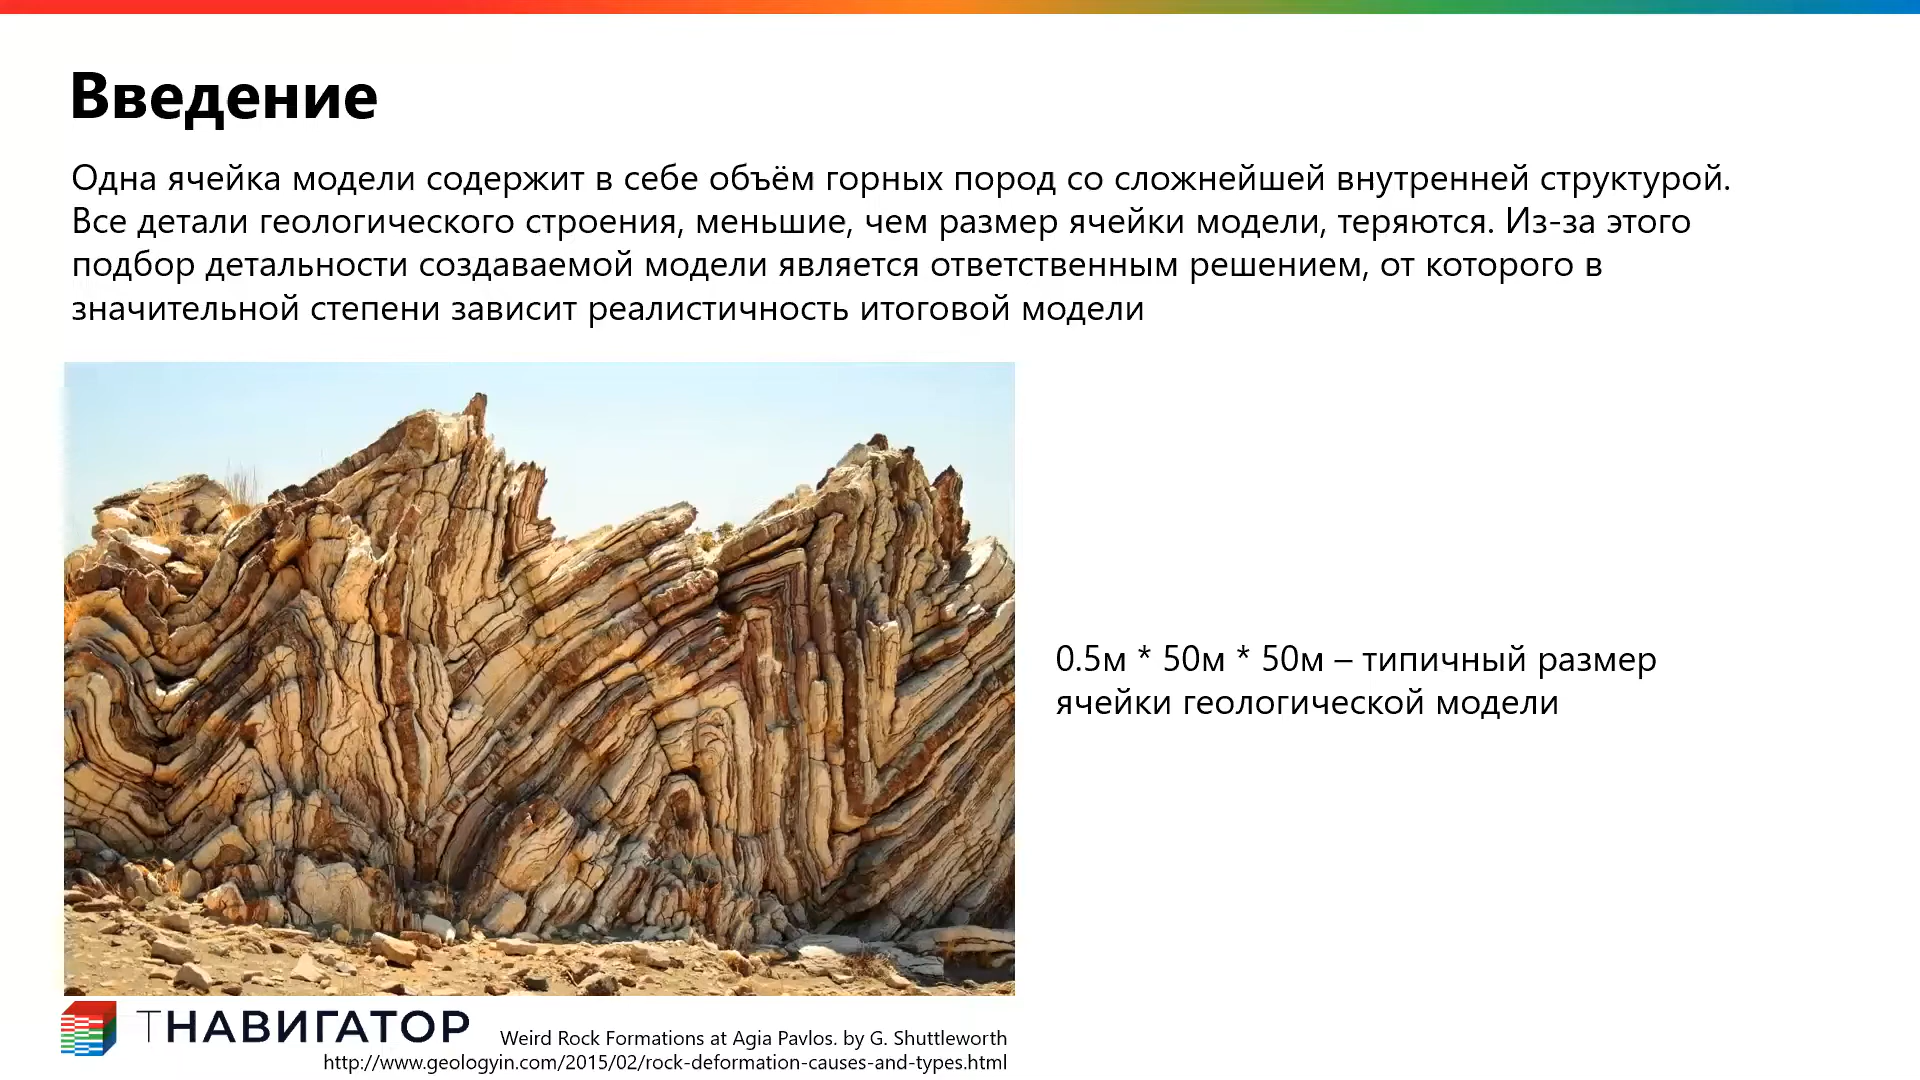 Введение
Одна ячейка модели содержит в себе объём горных пород со сложнейшей внутренней структурой.
Все детали геологического строения, меньшие, чем размер ячейки модели, теряются. Из-за этого
подбор детальности создаваемой модели является ответственным решением, от которого в
значительной степени зависит реалистичность итоговой модели
0.5м * 50м * 50м – типичный размер
ячейки геологической модели
ТНАВИГАТОР
Weird Rock Formations at Agia Pavlos. by G. Shuttleworth
http://www.geologyin.com/2015/02/rock-deformation-causes-and-types.html